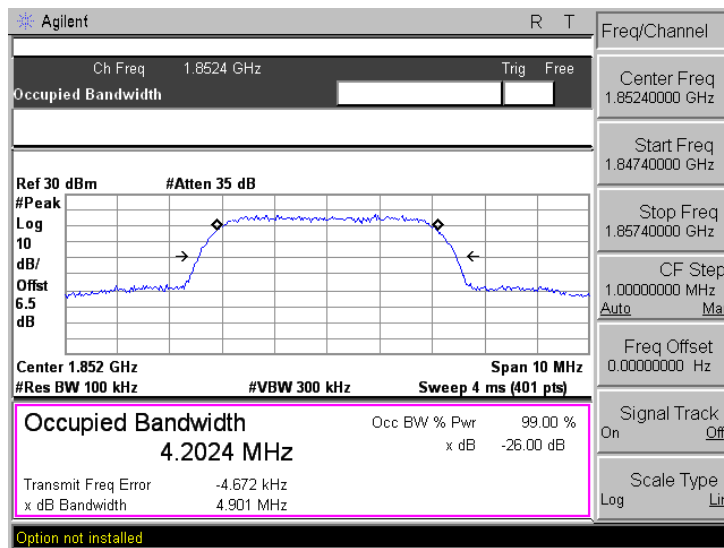 Agilent R T
Ch Freq 1.8524 GHz Trig Free
Occupied Bandwidth
Ref 30 dBm #Atten 35 dB
#Peak
Log
10
dB/
Offst
6.5
dB
Center 1.852 GHz Span 10 MHz
#Res BW 100 kHz #VBW 300 kHz Sweep 4 ms (401 pts)
Occupied Bandwidth Occ BW % Pwr 99.00 %
4.2024 MHz x dB -26.00 dB
Transmit Freq Error -4.672 kHz
x dB Bandwidth 4.901 MHz
Option not installed
Freq/Channel
Center Freq
1.85240000 GHz
Start Freq
1.84740000 GHz
Stop Freq
1.85740000 GHz
CF Step
1.00000000 MHz
Auto Ma
Freq Offset
0.00000000 Hz
Signal Track
On Off
Scale Type
Log Lin